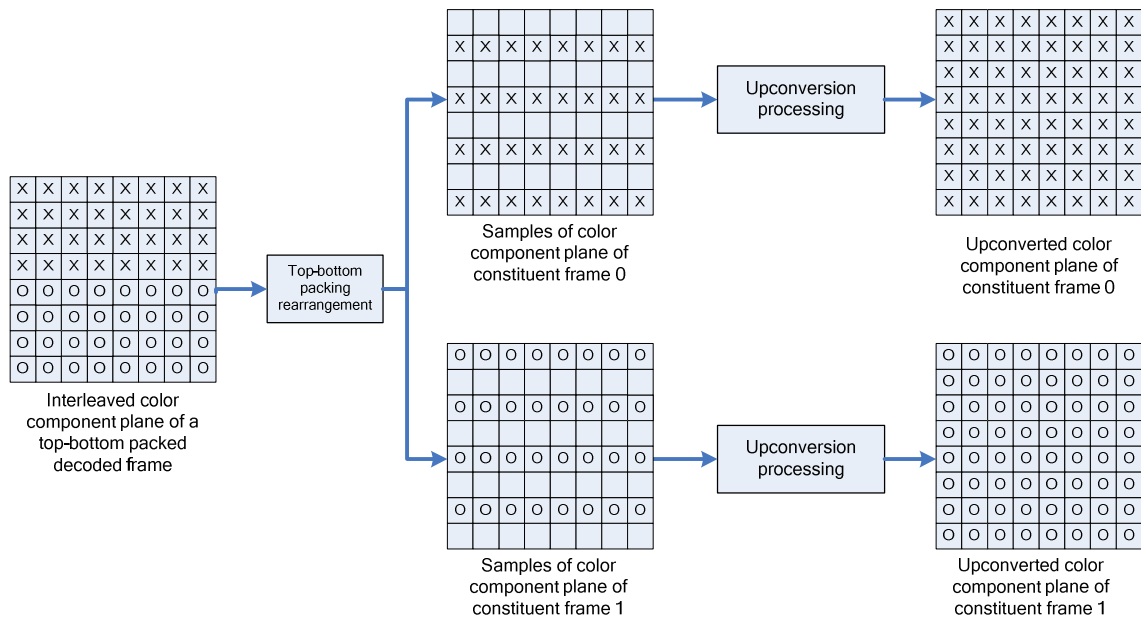 X X X X X X X X
X X X X X X X X
X X X X X X X X
X X X X X X X X
O O O O O O O O
O O O O O O O O
O O O O O O O O
O O O O O O O O
Interleaved color
component plane of a
top-bottom packed
decoded frame
Top-bottom
packing
rearrangement
X X X X X X X X
X X X X X X X X
X X X X X X X X
X X X X X X X X
Samples of color
component plane of
constituent frame 0
Upconversion
processing
X X X X X X X X
X X X X X X X X
X X X X X X X X
X X X X X X X X
X X X X X X X X
X X X X X X X X
X X X X X X X X
X X X X X X X X
Upconverted color
component plane of
constituent frame 0
O O O O O O O O
O O O O O O O O
O O O O O O O O
O O O O O O O O
Samples of color
component plane of
constituent frame 1
Upconversion
processing
O O O O O O O O
O O O O O O O O
O O O O O O O O
O O O O O O O O
O O O O O O O O
O O O O O O O O
O O O O O O O O
O O O O O O O O
Upconverted color
component plane of
constituent frame 1